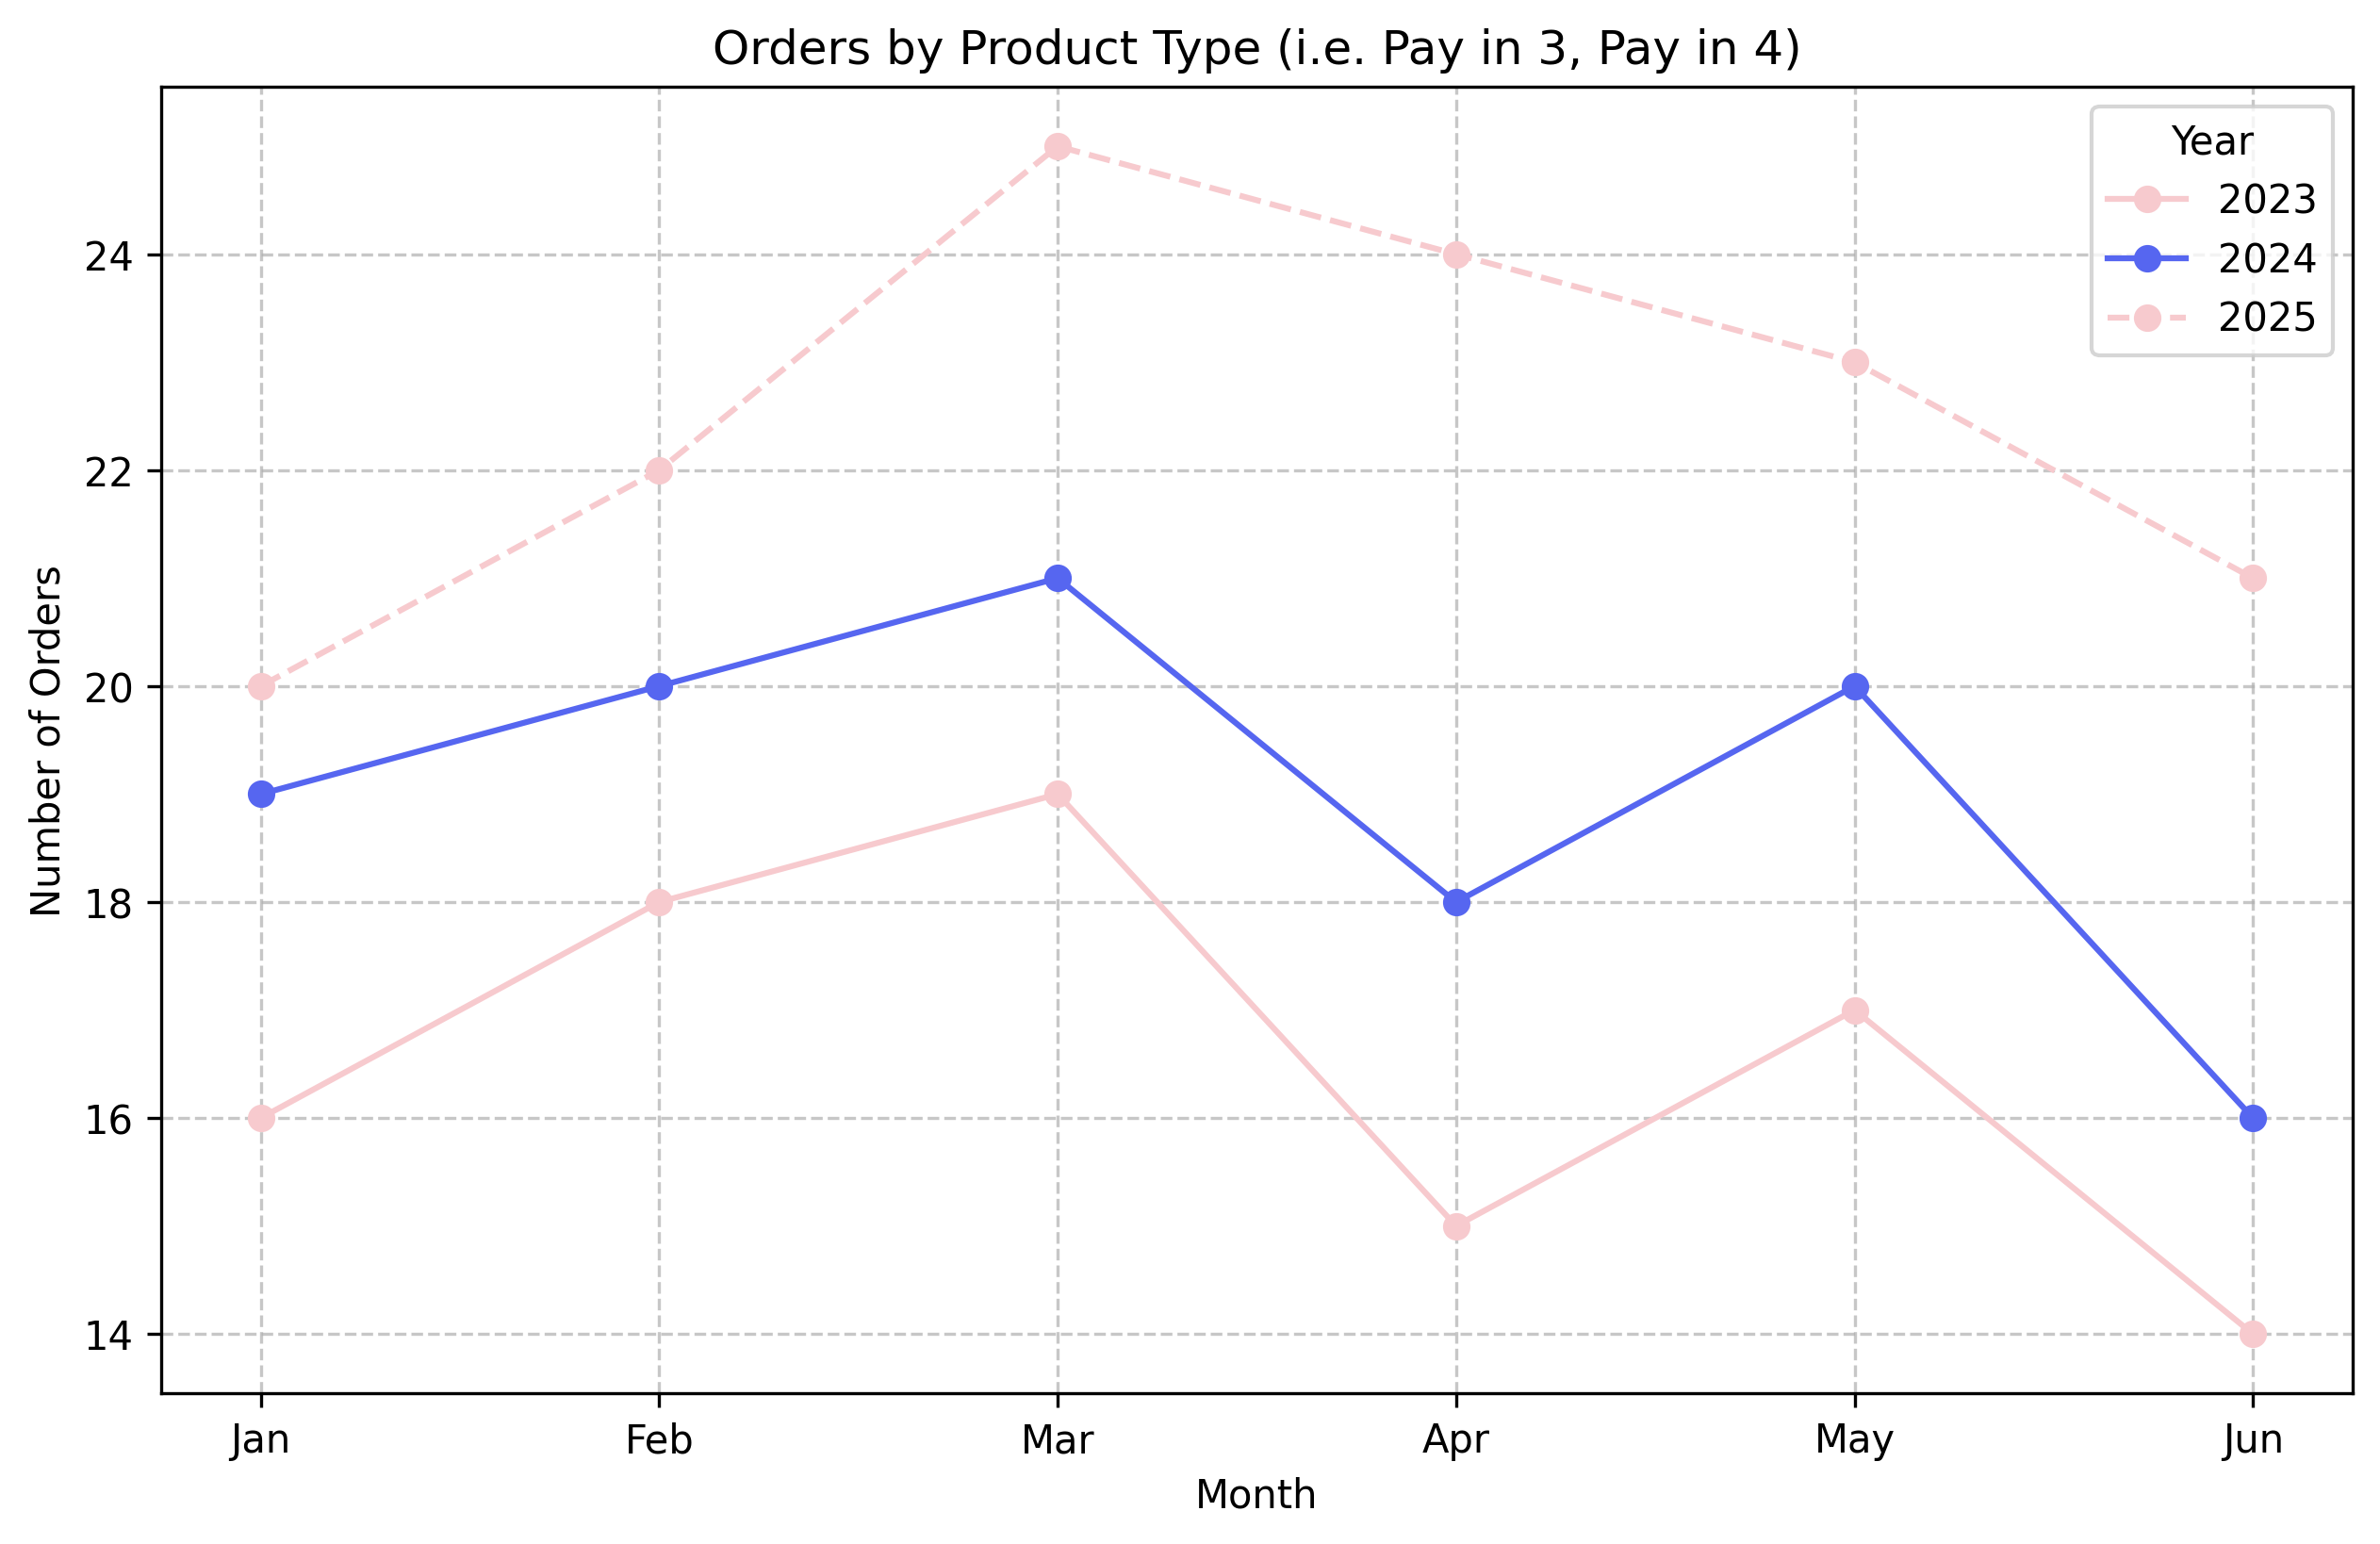 Orders by Product Type (i.e. Pay in 3, Pay in 4)
Year
2023
2024
2025
24
22
20
18
16
14
Number of Orders
Jan Feb Mar Apr May Jun
Month